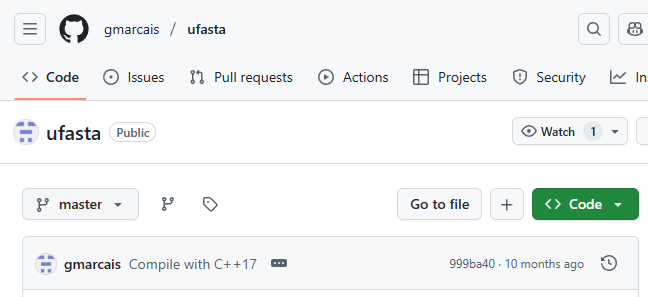 gmarcais / ufasta
Code Issues Pull requests Actions Projects Security
ufasta Public Watch 1
master Go to file + Code
gmarcais Compile with C++17 ... 999ba40 · 10 months ago